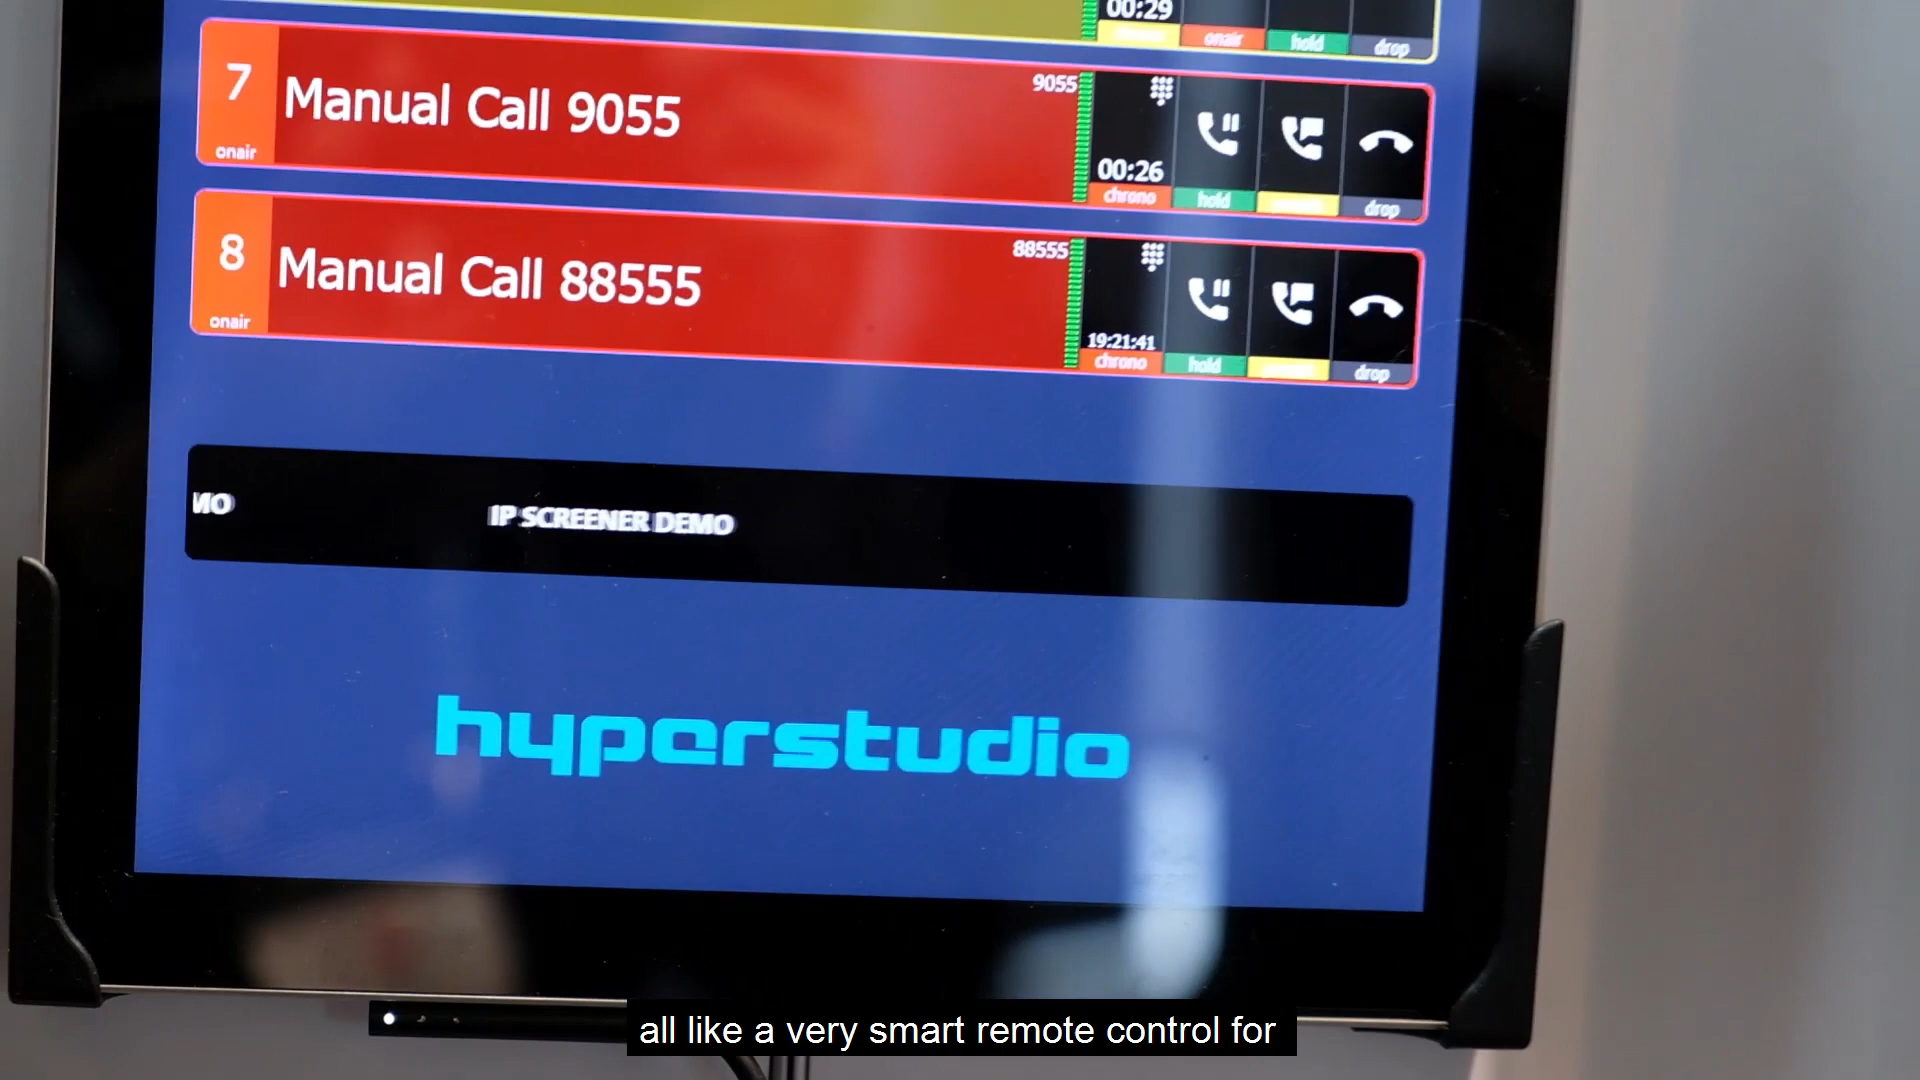 00:29
onair
hold
drop
7
Manual Call 9055
9055
onair
00:26
chrono
hold
drop
8
Manual Call 88555
88555
onair
19:21:41
chrono
hold
drop
MO
IP SCREENER DEMO
hyperstudio
all like a very smart remote control for